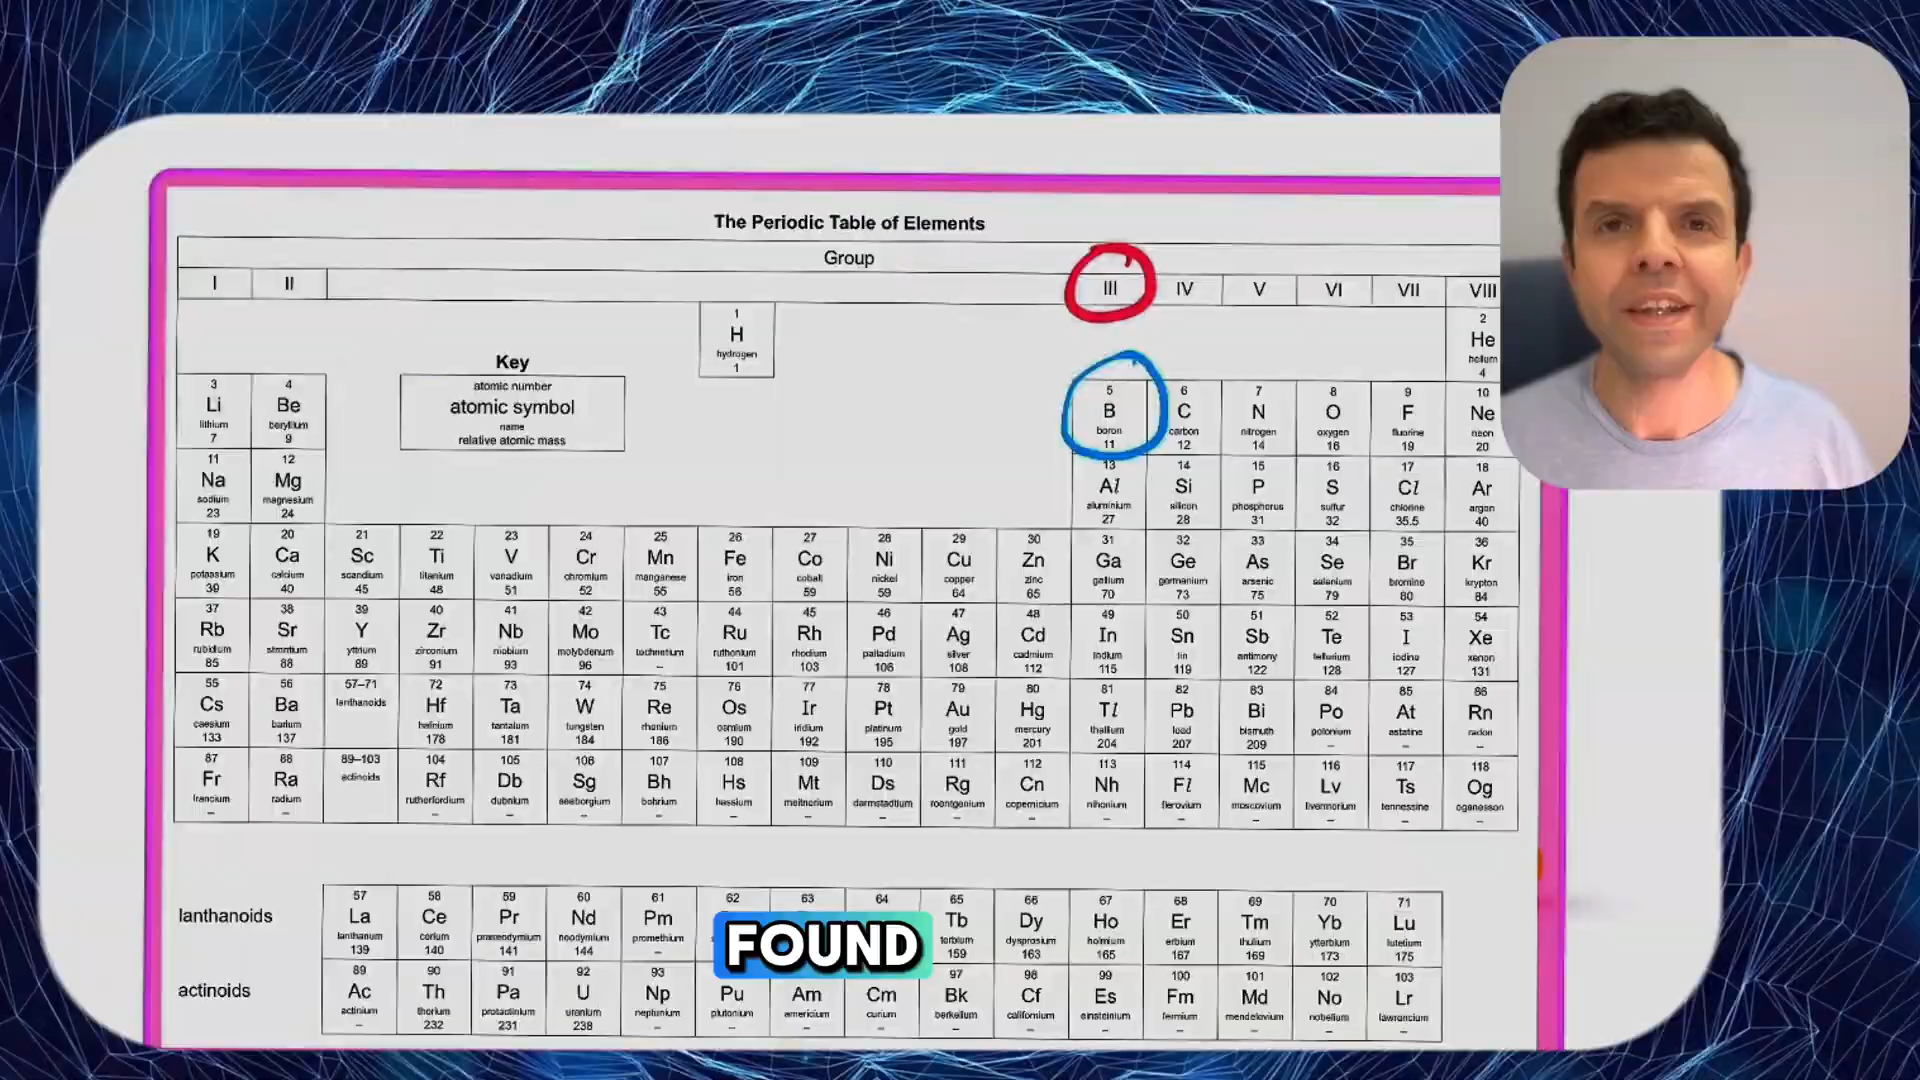 The Periodic Table of Elements
Group
I II III IV V VI VII VIII
1 2
H He
hydrogen helium
1 4
Key
atomic number
atomic symbol
name
relative atomic mass
3 4 5 6 7 8 9 10
Li Be B C N O F Ne
lithium beryllium boron carbon nitrogen oxygen fluorine neon
7 9 11 12 14 16 19 20
11 12 13 14 15 16 17 18
Na Mg Al Si P S Cl Ar
sodium magnesium aluminium silicon phosphorus sulfur chlorine argon
23 24 27 28 31 32 35.5 40
19 20 21 22 23 24 25 26 27 28 29 30 31 32 33 34 35 36
K Ca Sc Ti V Cr Mn Fe Co Ni Cu Zn Ga Ge As Se Br Kr
potassium calcium scandium titanium vanadium chromium manganese iron cobalt nickel copper zinc gallium germanium arsenic selenium bromine krypton
39 40 45 48 51 52 55 56 59 59 64 65 70 73 75 79 80 84
37 38 39 40 41 42 43 44 45 46 47 48 49 50 51 52 53 54
Rb Sr Y Zr Nb Mo Tc Ru Rh Pd Ag Cd In Sn Sb Te I Xe
rubidium strontium yttrium zirconium niobium molybdenum technetium ruthenium rhodium palladium silver cadmium indium tin antimony tellurium iodine xenon
85 88 89 91 93 96 – 101 103 106 108 112 115 119 122 128 127 131
55 56 57–71 72 73 74 75 76 77 78 79 80 81 82 83 84 85 86
Cs Ba lanthanoids Hf Ta W Re Os Ir Pt Au Hg Tl Pb Bi Po At Rn
caesium barium hafnium tantalum tungsten rhenium osmium iridium platinum gold mercury thallium lead bismuth polonium astatine radon
133 137 178 181 184 186 190 192 195 197 201 204 207 209 – – –
87 88 89–103 104 105 106 107 108 109 110 111 112 113 114 115 116 117 118
Fr Ra actinoids Rf Db Sg Bh Hs Mt Ds Rg Cn Nh Fl Mc Lv Ts Og
francium radium rutherfordium dubnium seaborgium bohrium hassium meitnerium darmstadtium roentgenium copernicium nihonium flerovium moscovium livermorium tennessine oganesson
– – – – – – – – – – – – – – – – –
57 58 59 60 61 62 63 64 65 66 67 68 69 70 71
lanthanoids La Ce Pr Nd Pm Tb Dy Ho Er Tm Yb Lu
lanthanum cerium praseodymium neodymium promethium terbium dysprosium holmium erbium thulium ytterbium lutetium
139 140 141 144 – 159 163 165 167 169 173 175
FOUND
89 90 91 92 93 97 98 99 100 101 102 103
actinoids Ac Th Pa U Np Pu Am Cm Bk Cf Es Fm Md No Lr
actinium thorium protactinium uranium neptunium plutonium americium curium berkelium californium einsteinium fermium mendelevium nobelium lawrencium
– 232 231 238 – – – – – – – – – – –